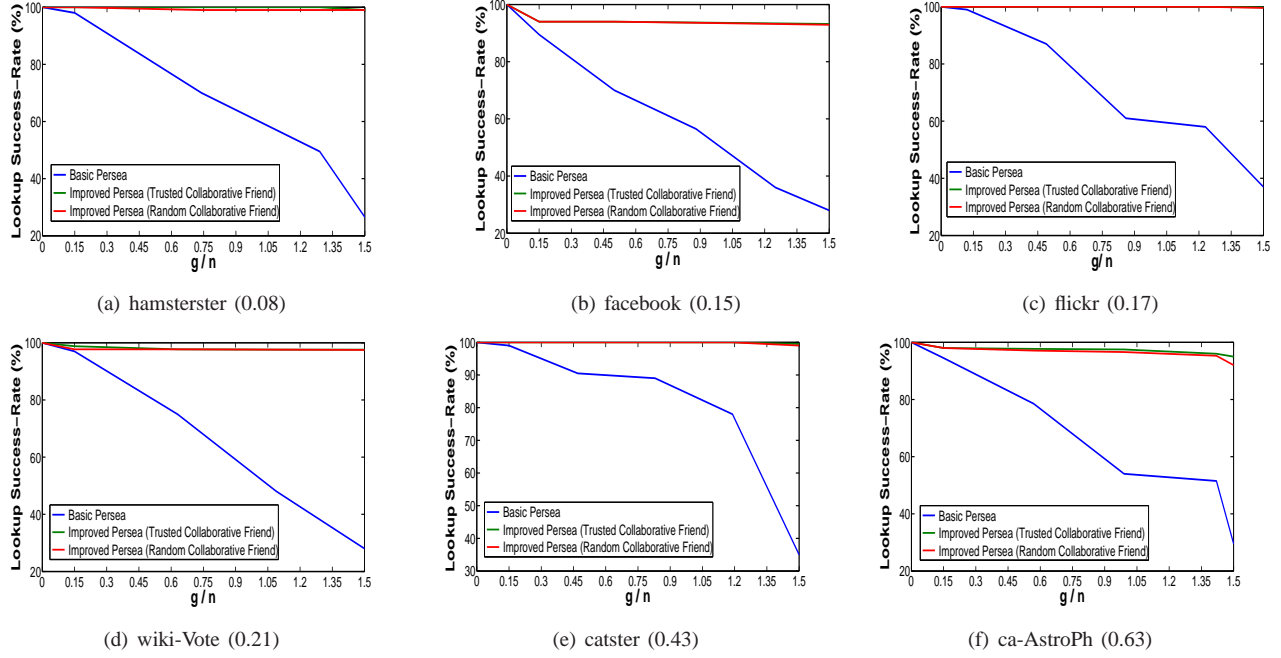 Lookup Success−Rate (%)
100
80
60
40
20
0
0.15
0.3
0.45
0.6
0.75
0.9
1.05
1.2
1.35
1.5
g / n
Basic Persea
Improved Persea (Trusted Collaborative Friend)
Improved Persea (Random Collaborative Friend)
(a) hamsterster (0.08)
Lookup Success−Rate (%)
100
80
60
40
20
0
0.15
0.3
0.45
0.6
0.75
0.9
1.05
1.2
1.35
1.5
g / n
Basic Persea
Improved Persea (Trusted Collaborative Friend)
Improved Persea (Random Collaborative Friend)
(b) facebook (0.15)
Lookup Success−Rate (%)
100
80
60
40
20
0
0.15
0.3
0.45
0.6
0.75
0.9
1.05
1.2
1.35
1.5
g / n
Basic Persea
Improved Persea (Trusted Collaborative Friend)
Improved Persea (Random Collaborative Friend)
(c) flickr (0.17)
Lookup Success−Rate (%)
100
80
60
40
20
0
0.15
0.3
0.45
0.6
0.75
0.9
1.05
1.2
1.35
1.5
g / n
Basic Persea
Improved Persea (Trusted Collaborative Friend)
Improved Persea (Random Collaborative Friend)
(d) wiki-Vote (0.21)
Lookup Success−Rate (%)
100
90
80
70
60
50
40
30
0
0.15
0.3
0.45
0.6
0.75
0.9
1.05
1.2
1.35
1.5
g / n
Basic Persea
Improved Persea (Trusted Collaborative Friend)
Improved Persea (Random Collaborative Friend)
(e) catster (0.43)
Lookup Success−Rate (%)
100
80
60
40
20
0
0.15
0.3
0.45
0.6
0.75
0.9
1.05
1.2
1.35
1.5
g / n
Basic Persea
Improved Persea (Trusted Collaborative Friend)
Improved Persea (Random Collaborative Friend)
(f) ca-AstroPh (0.63)